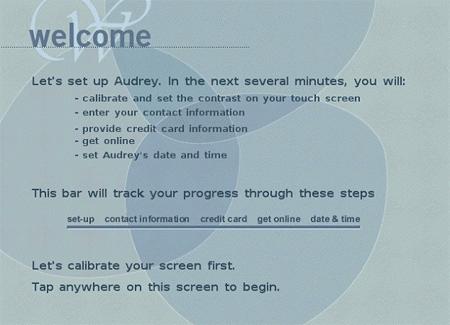 welcome
Let's set up Audrey. In the next several minutes, you will:
- calibrate and set the contrast on your touch screen
- enter your contact information
- provide credit card information
- get online
- set Audrey's date and time
This bar will track your progress through these steps
set-up contact information credit card get online date & time
Let's calibrate your screen first.
Tap anywhere on this screen to begin.